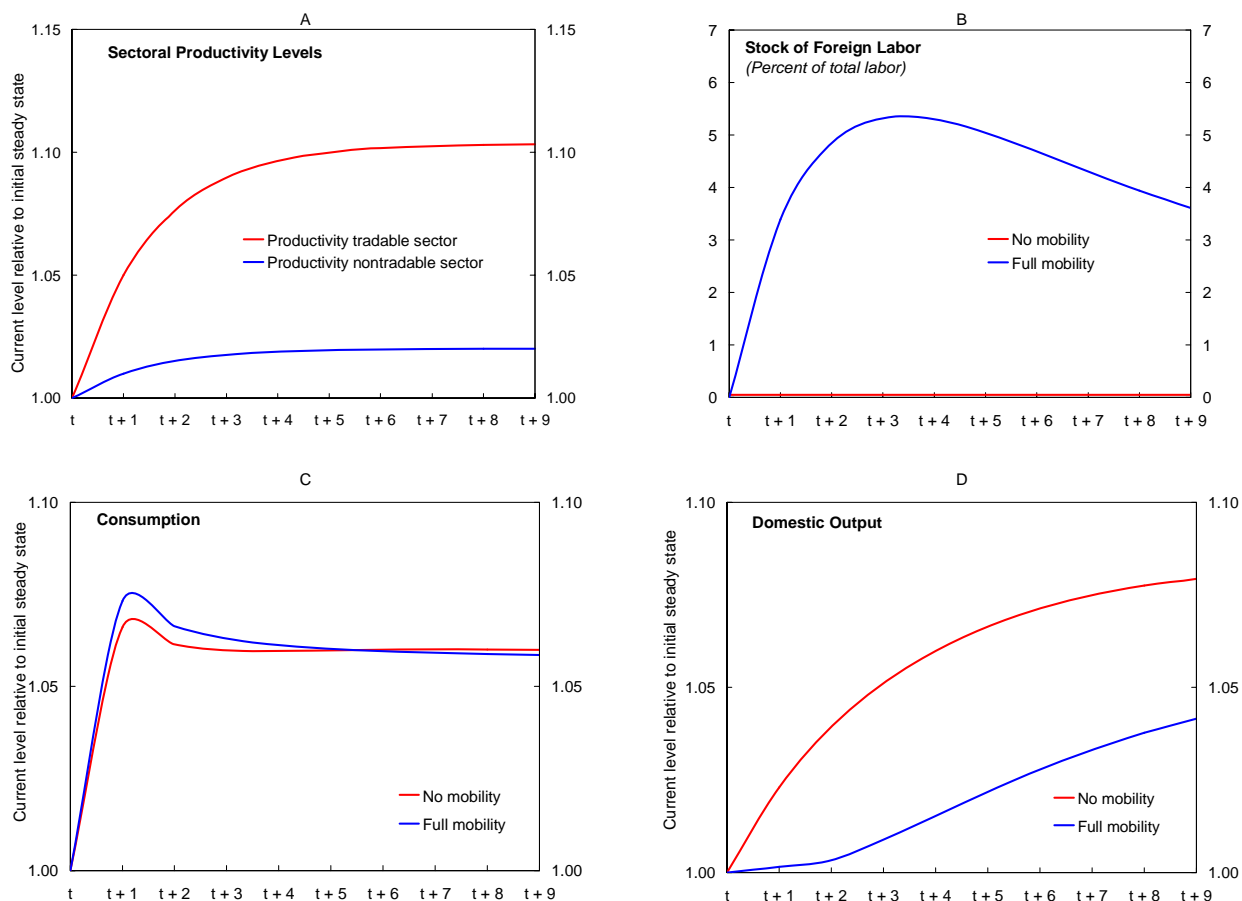 A
Sectoral Productivity Levels
Current level relative to initial steady state
1.15
1.10
1.05
1.00
1.15
1.10
1.05
1.00
Productivity tradable sector
Productivity nontradable sector
t t + 1 t + 2 t + 3 t + 4 t + 5 t + 6 t + 7 t + 8 t + 9
B
Stock of Foreign Labor
(Percent of total labor)
7
6
5
4
3
2
1
0
7
6
5
4
3
2
1
0
No mobility
Full mobility
t t + 1 t + 2 t + 3 t + 4 t + 5 t + 6 t + 7 t + 8 t + 9
C
Consumption
Current level relative to initial steady state
1.10
1.05
1.00
1.10
1.05
1.00
No mobility
Full mobility
t t + 1 t + 2 t + 3 t + 4 t + 5 t + 6 t + 7 t + 8 t + 9
D
Domestic Output
Current level relative to initial steady state
1.10
1.05
1.00
1.10
1.05
1.00
No mobility
Full mobility
t t + 1 t + 2 t + 3 t + 4 t + 5 t + 6 t + 7 t + 8 t + 9